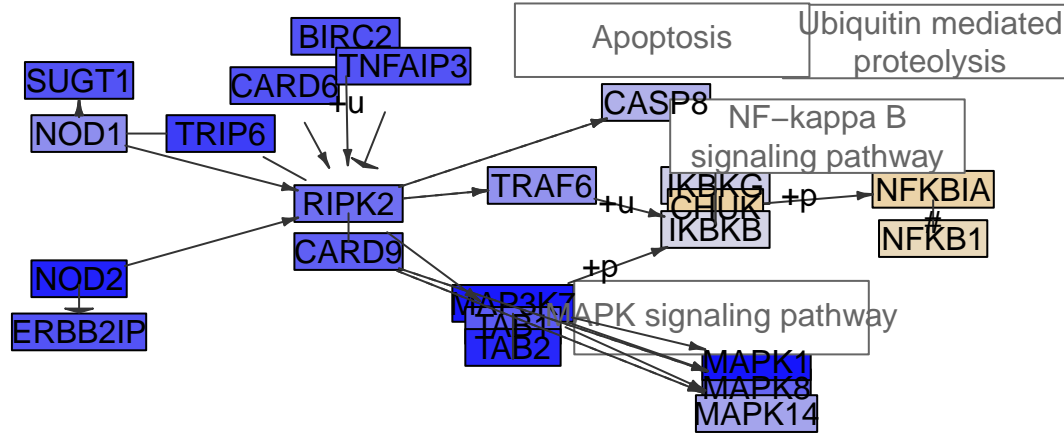 BIRC2
TNFAIP3
CARD6
+u
SUGT1
NOD1
TRIP6
Apoptosis
Ubiquitin mediated
proteolysis
CASP8
NF−kappa B
signaling pathway
RIPK2
TRAF6
+u
IKBKG
CHUK
IKBKB
+p
NFKBIA
#
NFKB1
CARD9
NOD2
ERBB2IP
+p
MAP3K7
TAB1
TAB2
MAPK signaling pathway
MAPK1
MAPK8
MAPK14